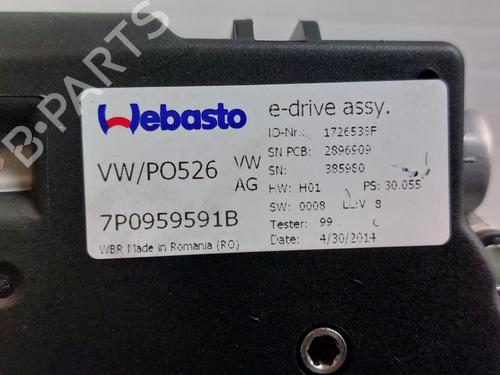 Webasto
e-drive assy.
ID-Nr.: 1726538F
SN PCB: 2896909
VW/PO526 VW AG
SN: 385980
HW: H01 PS: 30.055
SW: 0008 8
7P0959591B
Tester: 99
WBR Made in Romania (RO)
Date: 4/30/2014
B-PARTS